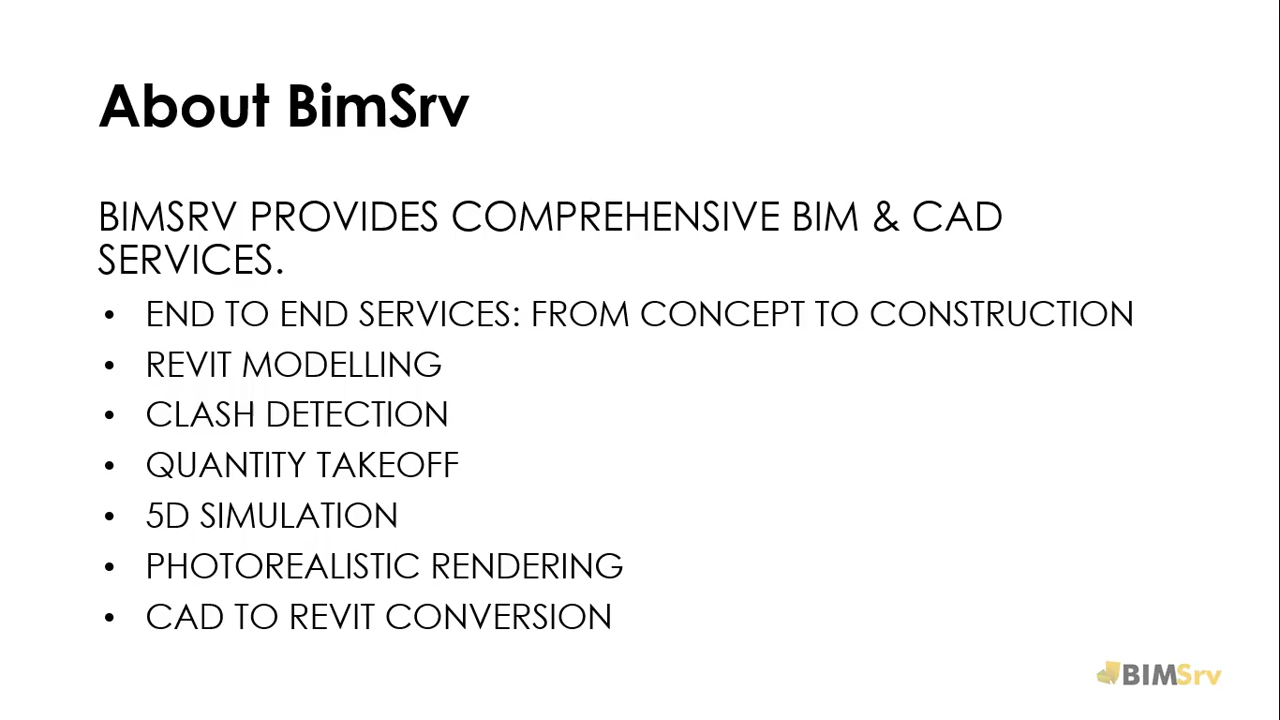 About BimSrv
BIMSRV PROVIDES COMPREHENSIVE BIM & CAD
SERVICES.
• END TO END SERVICES: FROM CONCEPT TO CONSTRUCTION
• REVIT MODELLING
• CLASH DETECTION
• QUANTITY TAKEOFF
• 5D SIMULATION
• PHOTOREALISTIC RENDERING
• CAD TO REVIT CONVERSION
BIMSrv